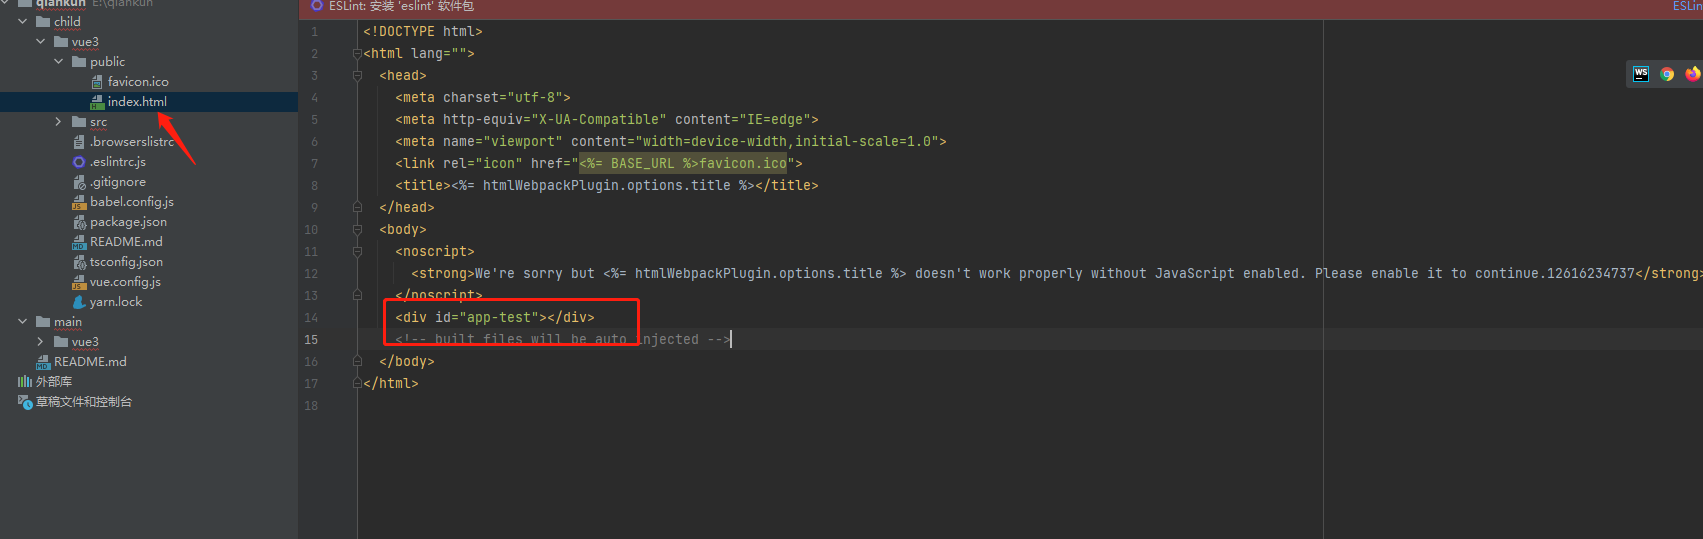 qiankun E:\qiankun
child
vue3
public
favicon.ico
index.html
src
.browserslistrc
.eslintrc.js
.gitignore
babel.config.js
package.json
README.md
tsconfig.json
vue.config.js
yarn.lock
main
vue3
README.md
外部库
草稿文件和控制台
ESLint: 安装 'eslint' 软件包
ESLin
1 <!DOCTYPE html>
2 <html lang="">
3 <head>
4 <meta charset="utf-8">
5 <meta http-equiv="X-UA-Compatible" content="IE=edge">
6 <meta name="viewport" content="width=device-width,initial-scale=1.0">
7 <link rel="icon" href="<%= BASE_URL %>favicon.ico">
8 <title><%= htmlWebpackPlugin.options.title %></title>
9 </head>
10 <body>
11 <noscript>
12 <strong>We're sorry but <%= htmlWebpackPlugin.options.title %> doesn't work properly without JavaScript enabled. Please enable it to continue.12616234737</strong>
13 </noscript>
14 <div id="app-test"></div>
15 <!-- built files will be auto injected -->
16 </body>
17 </html>
18
WS